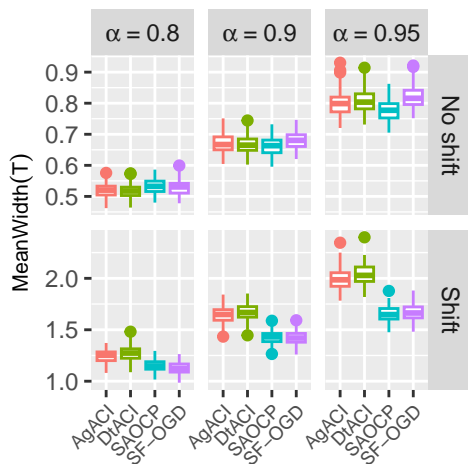 α = 0.8
α = 0.9
α = 0.95
MeanWidth(T)
0.9
0.8
0.7
0.6
0.5
No shift
2.0
1.5
1.0
Shift
AgACI
DtACI
SAOCP
SF−OGD
AgACI
DtACI
SAOCP
SF−OGD
AgACI
DtACI
SAOCP
SF−OGD